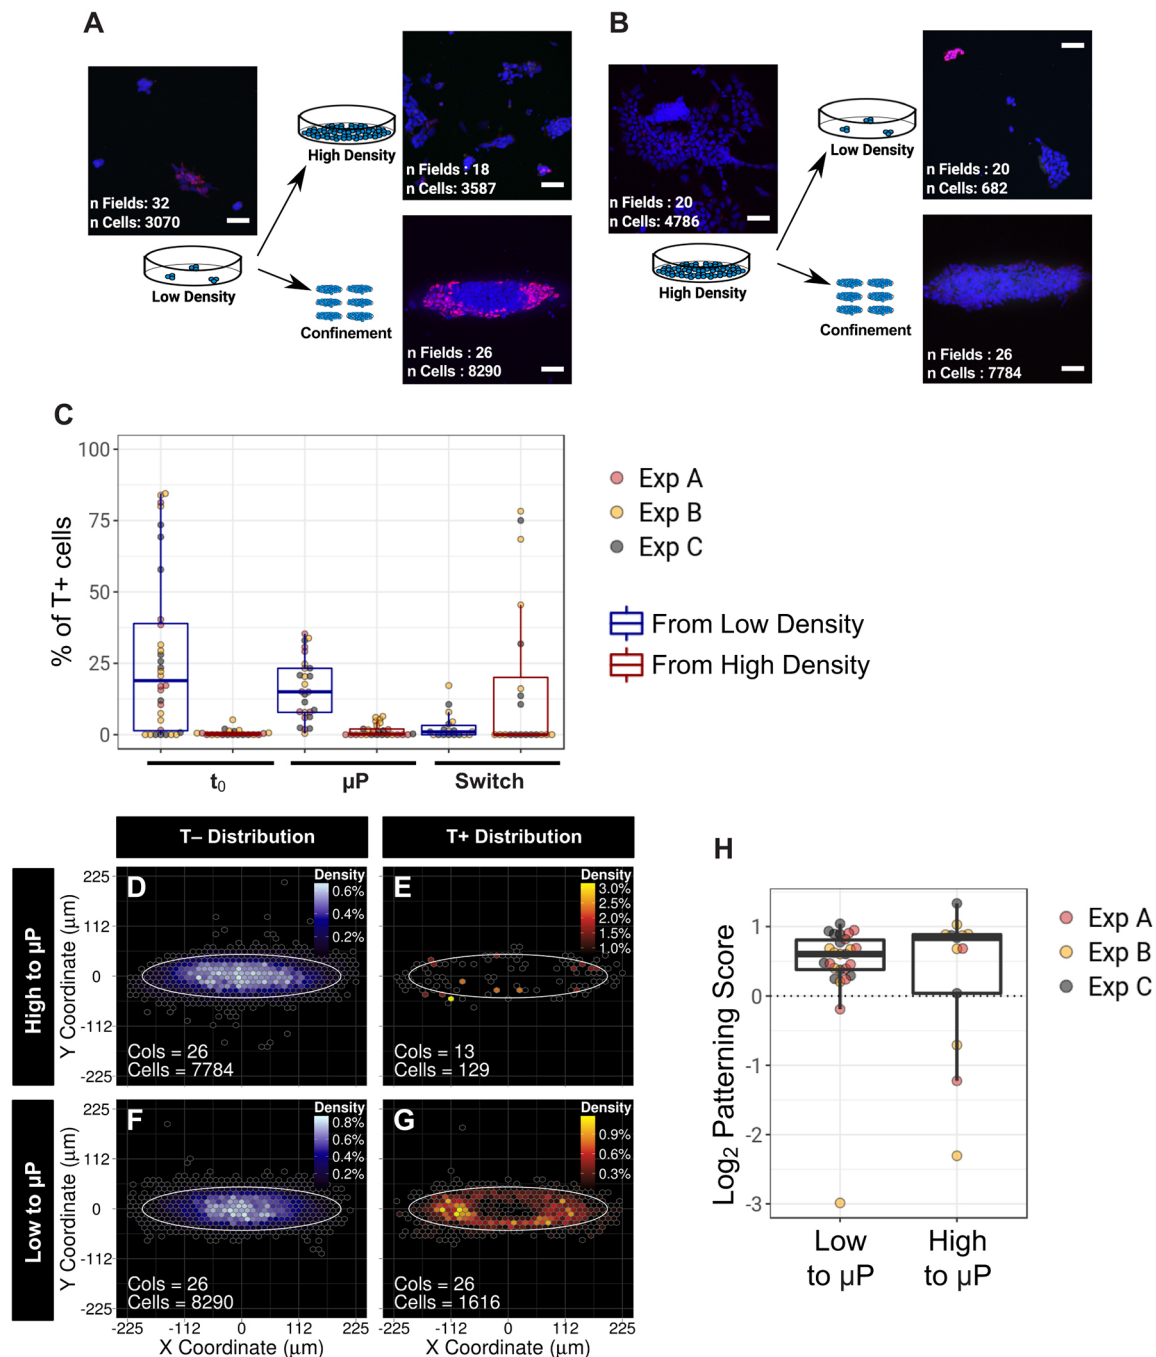 A
B
n Fields: 32
n Cells: 3070
Low Density
High Density
Confinement
n Fields : 18
n Cells: 3587
n Fields : 26
n Cells : 8290
n Fields : 20
n Cells: 4786
High Density
Low Density
Confinement
n Fields : 20
n Cells: 682
n Fields : 26
n Cells : 7784
C
% of T+ cells
100
75
50
25
0
t₀
µP
Switch
Exp A
Exp B
Exp C
From Low Density
From High Density
T– Distribution
T+ Distribution
High to µP
Low to µP
Y Coordinate (µm)
225
112
0
-112
-225
D
Density
0.6%
0.4%
0.2%
Cols = 26
Cells = 7784
E
Density
3.0%
2.5%
2.0%
1.5%
1.0%
Cols = 13
Cells = 129
Y Coordinate (µm)
225
112
0
-112
-225
F
Density
0.8%
0.6%
0.4%
0.2%
Cols = 26
Cells = 8290
G
Density
0.9%
0.6%
0.3%
Cols = 26
Cells = 1616
-225 -112 0 112 225
X Coordinate (µm)
-225 -112 0 112 225
X Coordinate (µm)
H
Log₂ Patterning Score
1
0
-1
-2
-3
Low to µP
High to µP
Exp A
Exp B
Exp C